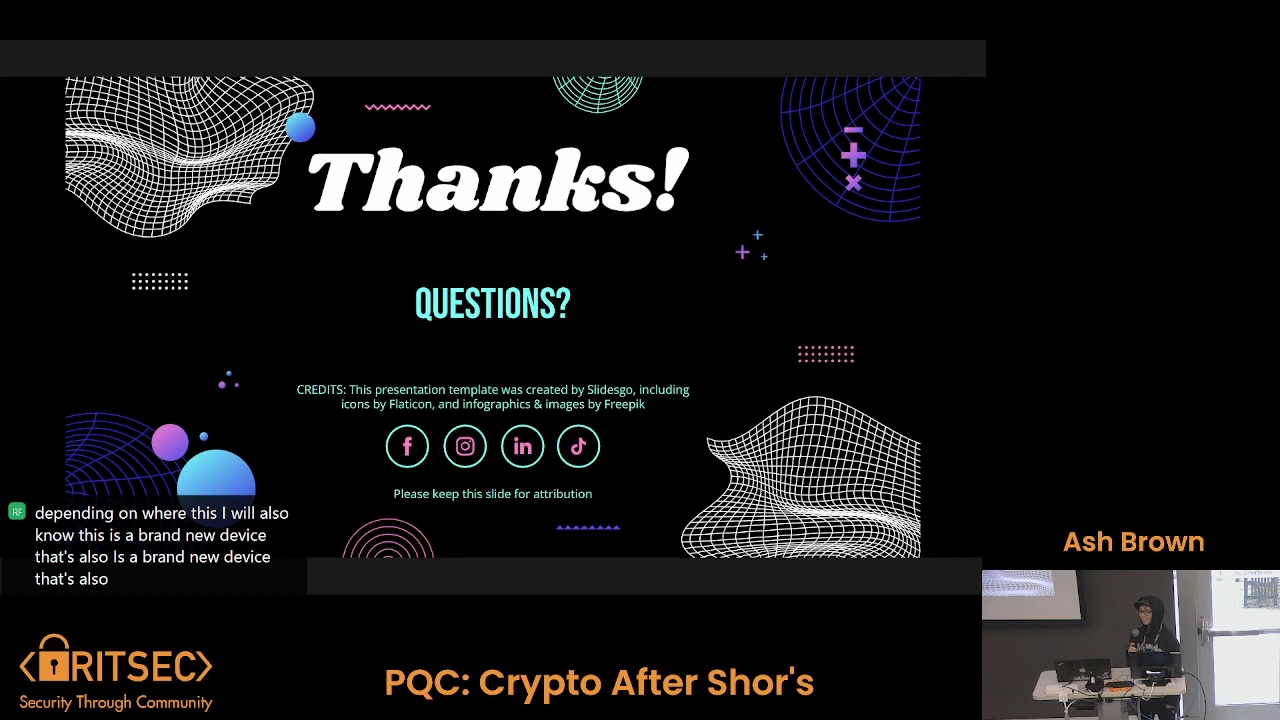 Thanks!
QUESTIONS?
CREDITS: This presentation template was created by Slidesgo, including
icons by Flaticon, and infographics & images by Freepik
Please keep this slide for attribution
RF
depending on where this I will also
know this is a brand new device
that's also Is a brand new device
that's also
Ash Brown
RITSEC
Security Through Community
PQC: Crypto After Shor's